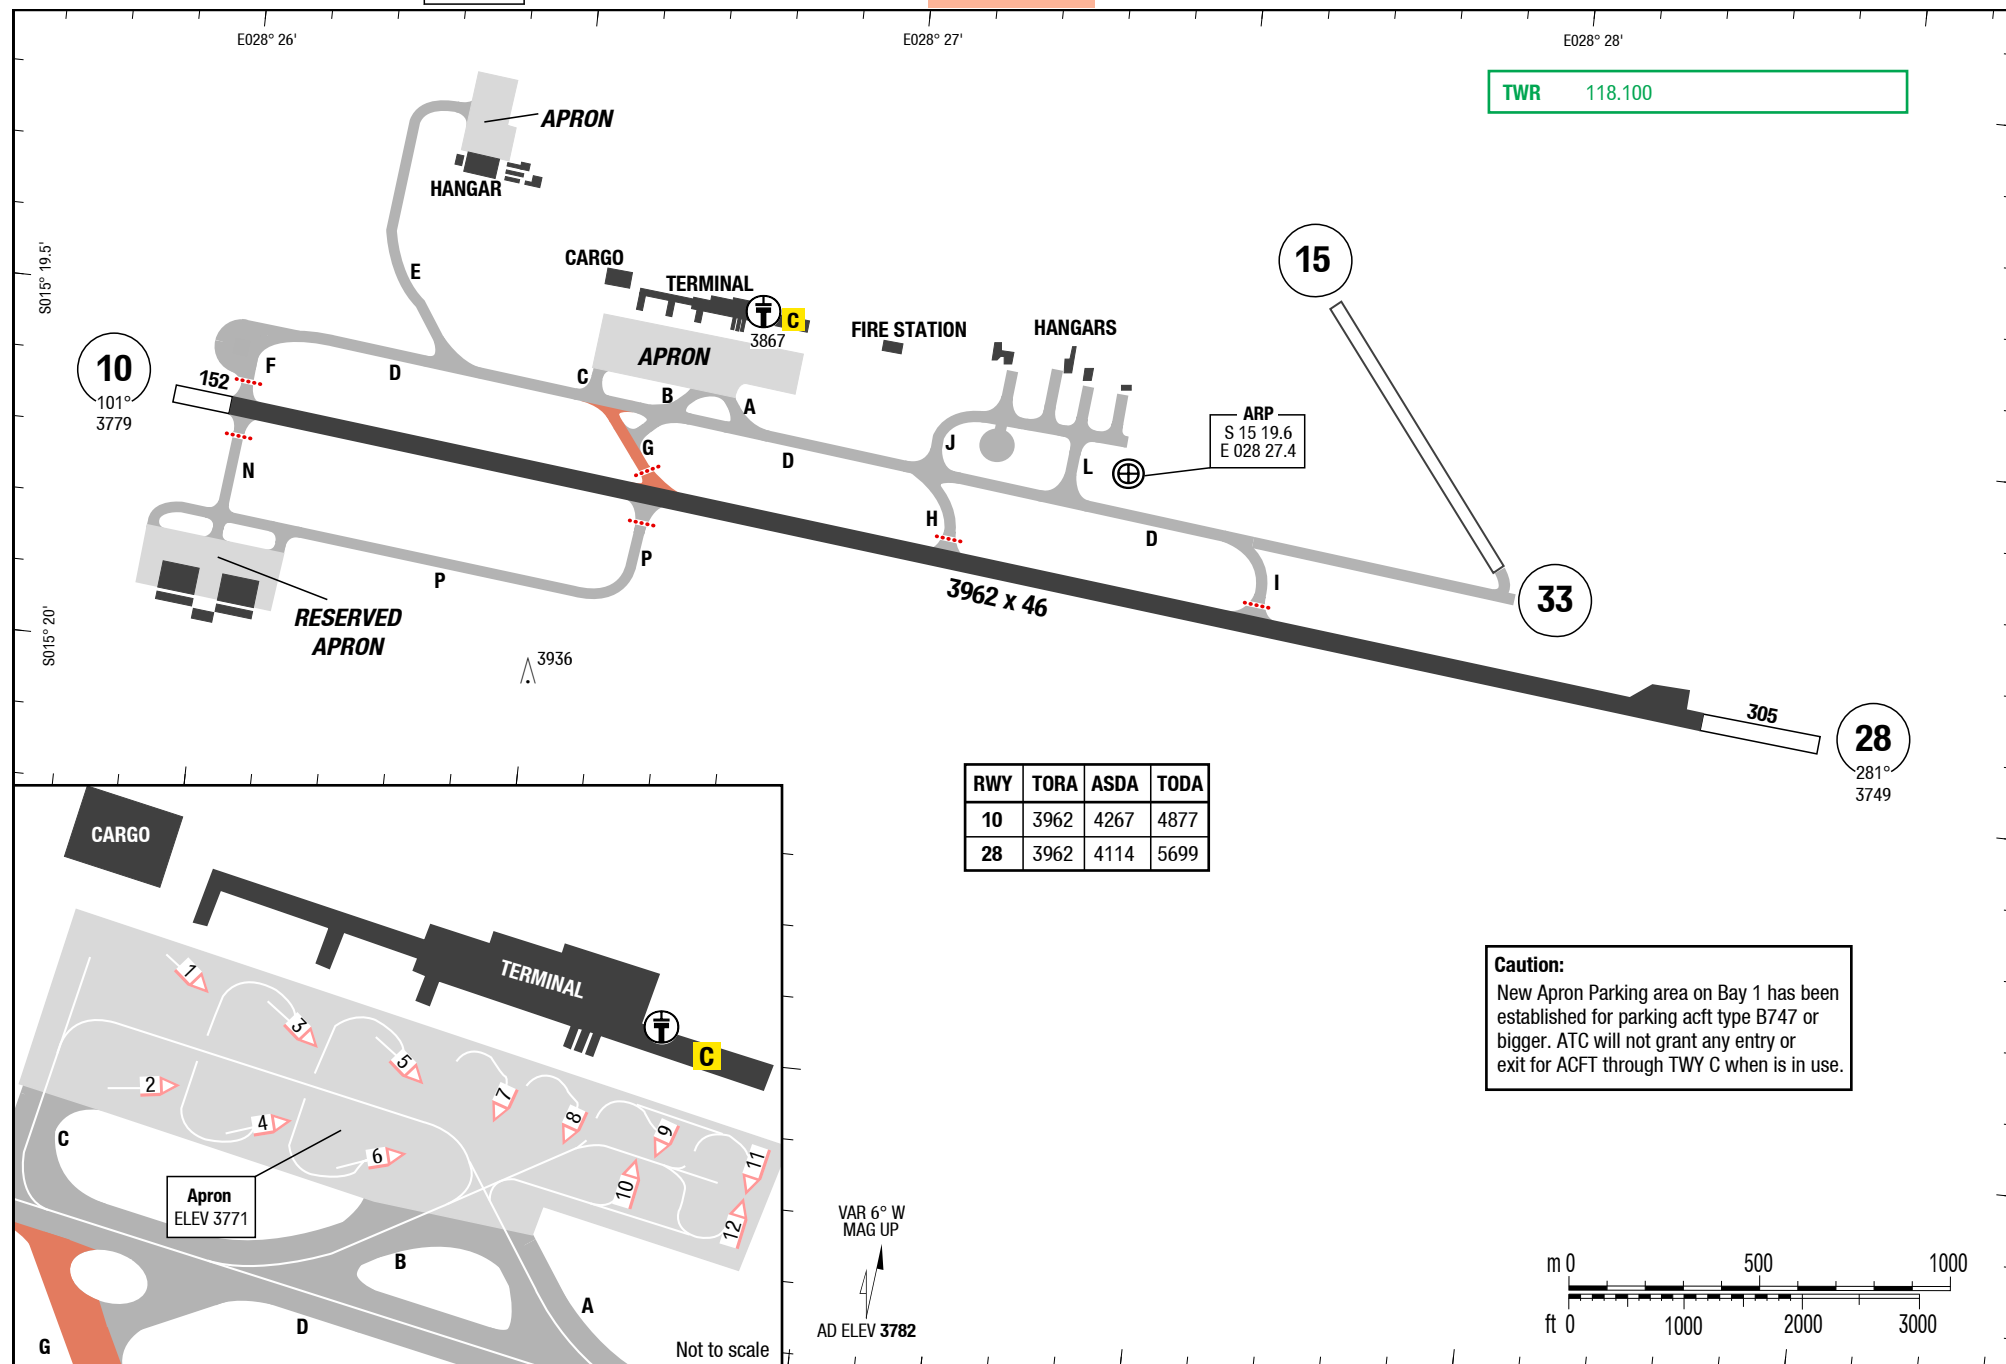 E028° 26'
E028° 27'
E028° 28'
TWR 118.100
APRON
HANGAR
S015° 19.5'
E
CARGO
TERMINAL
C
3867
15
FIRE STATION
HANGARS
APRON
10
101°
3779
152
F
D
C
B
A
G
D
J
L
ARP
S 15 19.6
E 028 27.4
N
H
D
P
P
I
3962 x 46
33
RESERVED
APRON
S015° 20'
3936
305
28
281°
3749
RWY TORA ASDA TODA
10 3962 4267 4877
28 3962 4114 5699
CARGO
TERMINAL
C
1
3
5
2
4
6
7
8
9
10
11
12
C
Apron
ELEV 3771
B
A
D
G
Not to scale
Caution:
New Apron Parking area on Bay 1 has been
established for parking acft type B747 or
bigger. ATC will not grant any entry or
exit for ACFT through TWY C when is in use.
VAR 6° W
MAG UP
AD ELEV 3782
m 0 500 1000
ft 0 1000 2000 3000